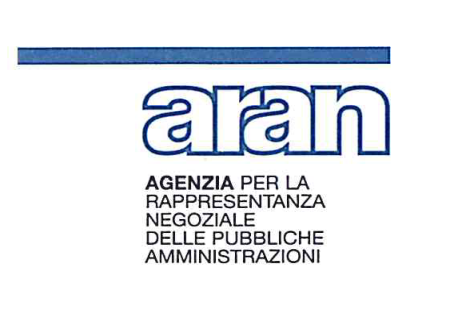 aran
AGENZIA PER LA
RAPPRESENTANZA
NEGOZIALE
DELLE PUBBLICHE
AMMINISTRAZIONI